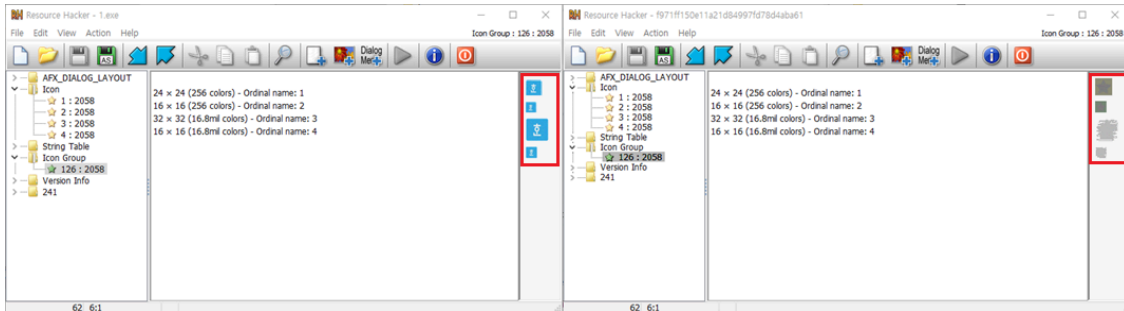 Resource Hacker - 1.exe
File Edit View Action Help
Icon Group : 126 : 2058
AS
Dialog
Menu
AFX_DIALOG_LAYOUT
Icon
1 : 2058
2 : 2058
3 : 2058
4 : 2058
String Table
Icon Group
126 : 2058
Version Info
241
24 × 24 (256 colors) - Ordinal name: 1
16 × 16 (256 colors) - Ordinal name: 2
32 × 32 (16.8mil colors) - Ordinal name: 3
16 × 16 (16.8mil colors) - Ordinal name: 4
62 6:1
Resource Hacker - f971ff150e11a21d84997fd78d4aba61
File Edit View Action Help
Icon Group : 126 : 2058
AS
Dialog
Menu
AFX_DIALOG_LAYOUT
Icon
1 : 2058
2 : 2058
3 : 2058
4 : 2058
String Table
Icon Group
126 : 2058
Version Info
241
24 × 24 (256 colors) - Ordinal name: 1
16 × 16 (256 colors) - Ordinal name: 2
32 × 32 (16.8mil colors) - Ordinal name: 3
16 × 16 (16.8mil colors) - Ordinal name: 4
62 6:1